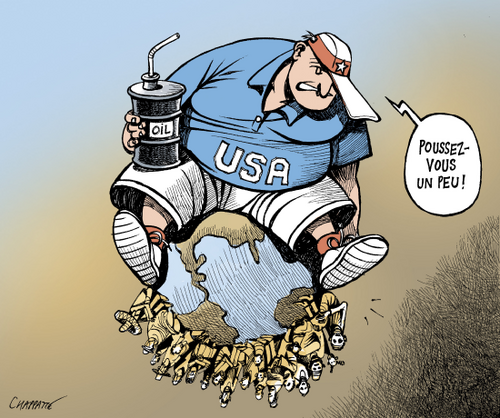 OIL
USA
POUSSEZ-
VOUS
UN PEU!
CHAPPATTE